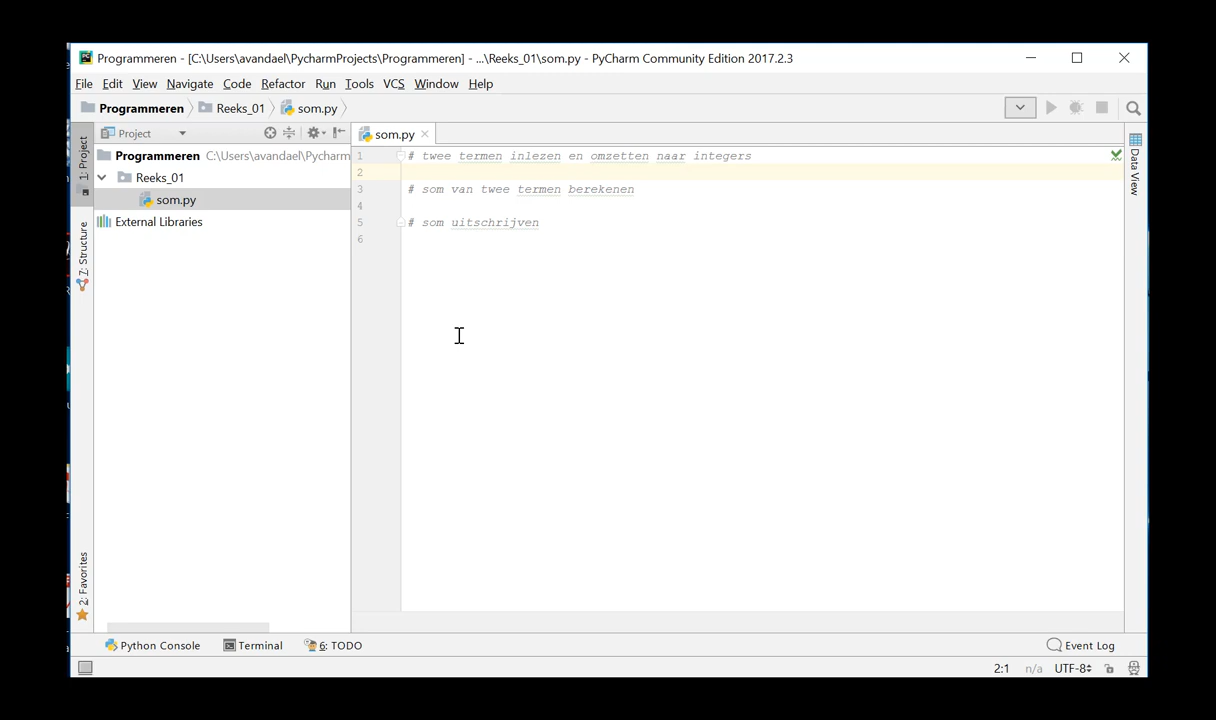 Programmeren - [C:\Users\avandael\PycharmProjects\Programmeren] - ...\Reeks_01\som.py - PyCharm Community Edition 2017.2.3
File Edit View Navigate Code Refactor Run Tools VCS Window Help
Programmeren Reeks_01 som.py
Project
som.py
1: Project
Programmeren C:\Users\avandael\Pycharm
Reeks_01
som.py
External Libraries
7: Structure
2: Favorites
1 # twee termen inlezen en omzetten naar integers
2
3 # som van twee termen berekenen
4
5 # som uitschrijven
6
Data View
Python Console Terminal 6: TODO Event Log
2:1 n/a UTF-8